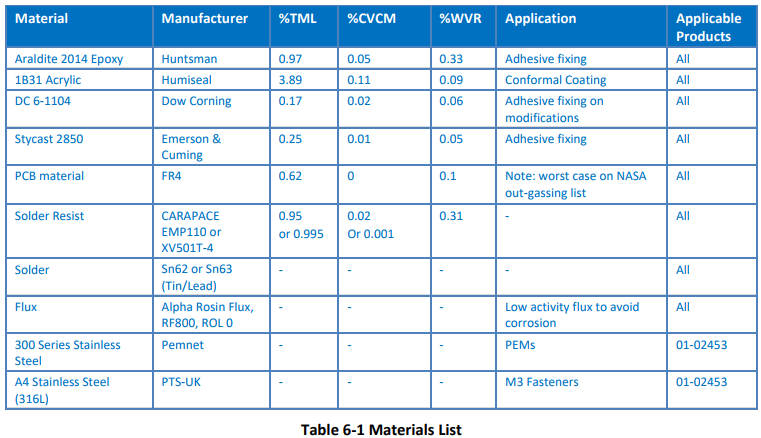 Material Manufacturer %TML %CVCM %WVR Application Applicable Products
Araldite 2014 Epoxy Huntsman 0.97 0.05 0.33 Adhesive fixing All
1B31 Acrylic Humiseal 3.89 0.11 0.09 Conformal Coating All
DC 6-1104 Dow Corning 0.17 0.02 0.06 Adhesive fixing on modifications All
Stycast 2850 Emerson & Cuming 0.25 0.01 0.05 Adhesive fixing All
PCB material FR4 0.62 0 0.1 Note: worst case on NASA out-gassing list All
Solder Resist CARAPACE EMP110 or XV501T-4 0.95 or 0.995 0.02 Or 0.001 0.31 - All
Solder Sn62 or Sn63 (Tin/Lead) - - - - All
Flux Alpha Rosin Flux, RF800, ROL 0 - - - Low activity flux to avoid corrosion All
300 Series Stainless Steel Pemnet - - - PEMs 01-02453
A4 Stainless Steel (316L) PTS-UK - - - M3 Fasteners 01-02453
Table 6-1 Materials List